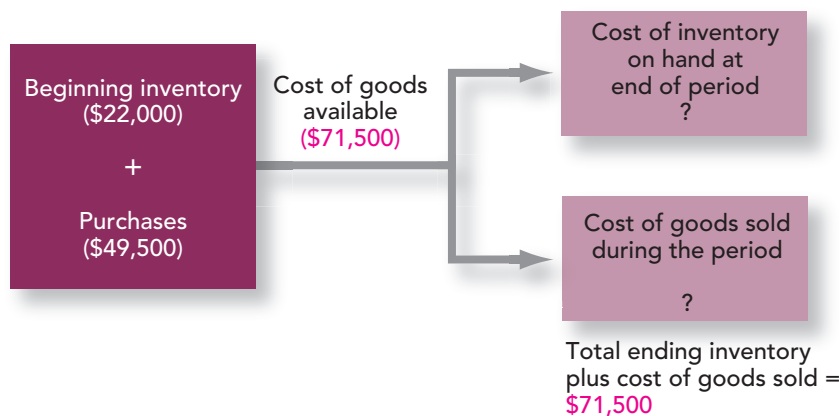 Beginning inventory
($22,000)
+
Purchases
($49,500)
Cost of goods
available
($71,500)
Cost of inventory
on hand at
end of period
?
Cost of goods sold
during the period
?
Total ending inventory
plus cost of goods sold =
$71,500